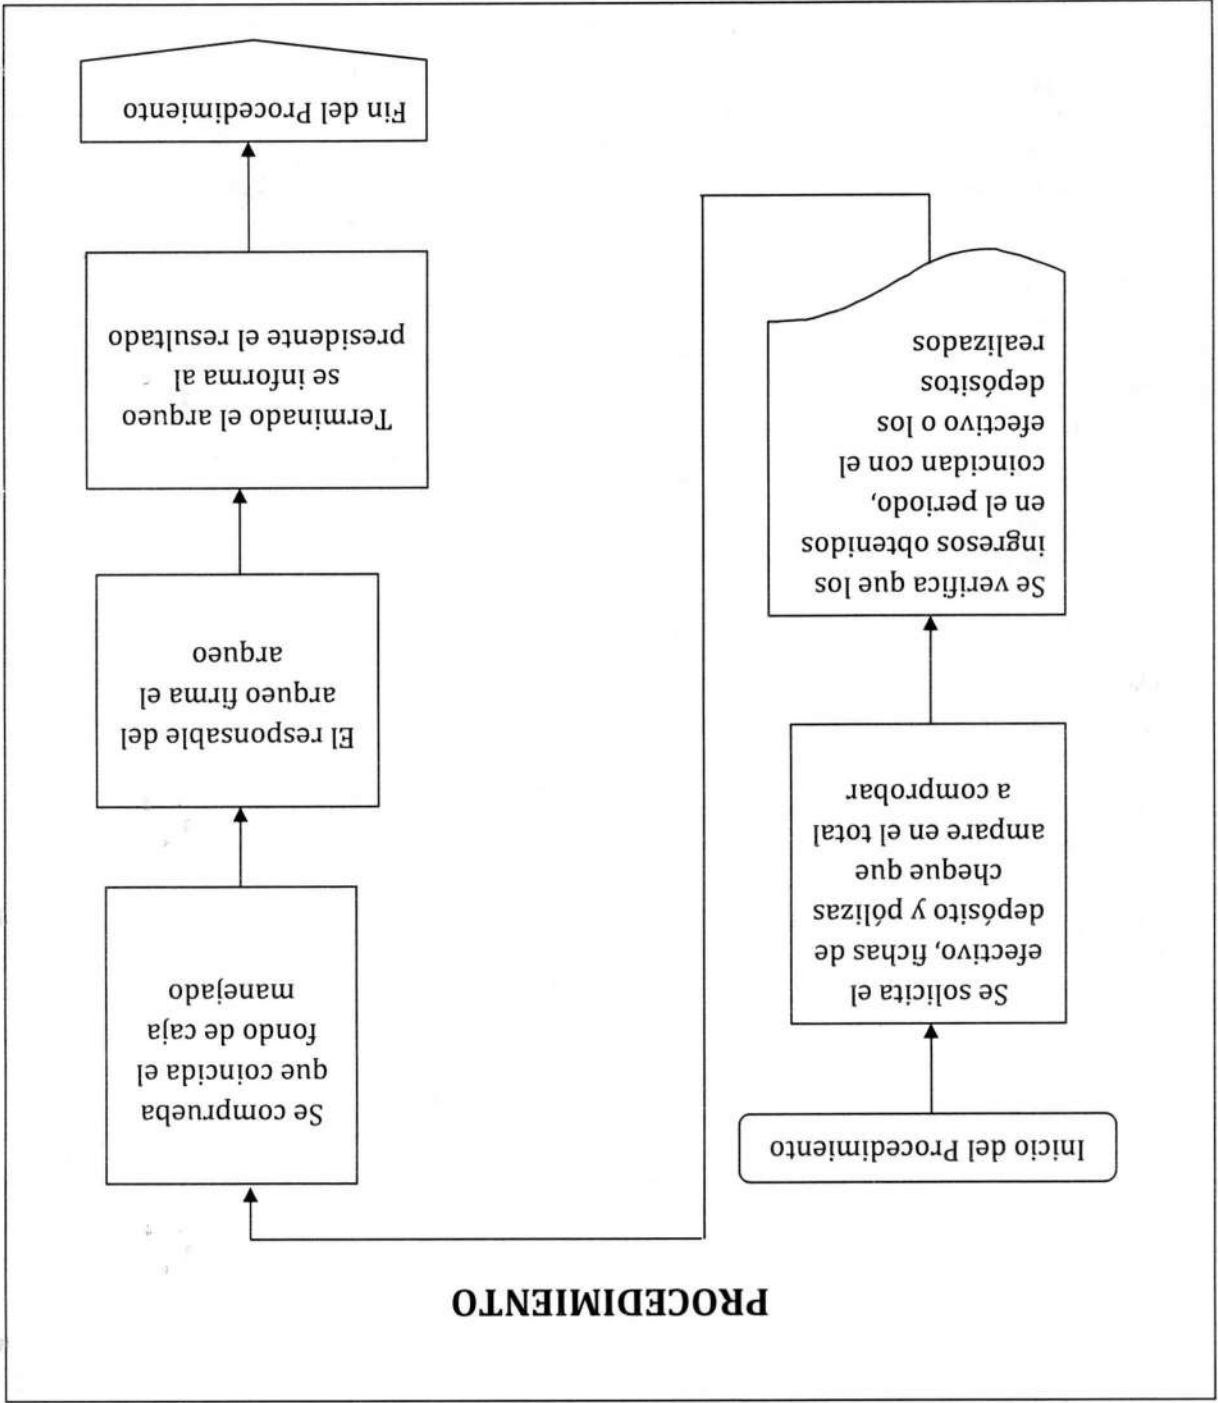 PROCEDIMIENTO
Inicio del Procedimiento
Se solicita el
efectivo, fichas de
depósito y pólizas
cheque que
ampare en el total
a comprobar
Se verifica que los
ingresos obtenidos
en el periodo,
coincidan con el
efectivo o los
depósitos
realizados
Se comprueba
que coincida el
fondo de caja
manejado
El responsable del
arqueo firma el
arqueo
Terminado el arqueo
se informa al
presidente el resultado
Fin del Procedimiento